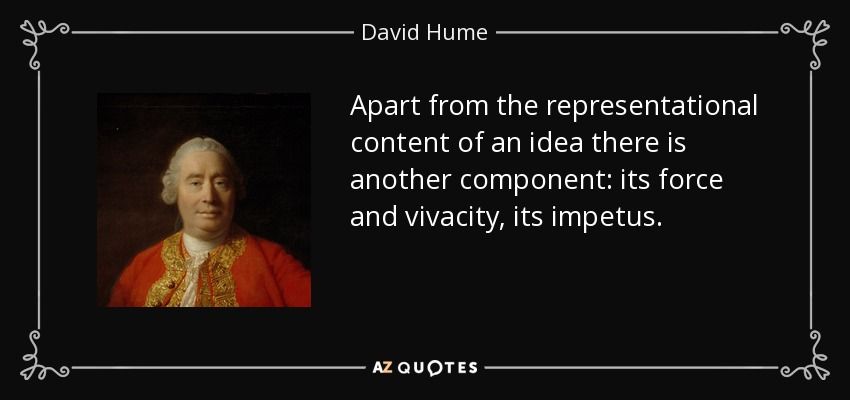 David Hume
Apart from the representational
content of an idea there is
another component: its force
and vivacity, its impetus.
AZ QUOTES